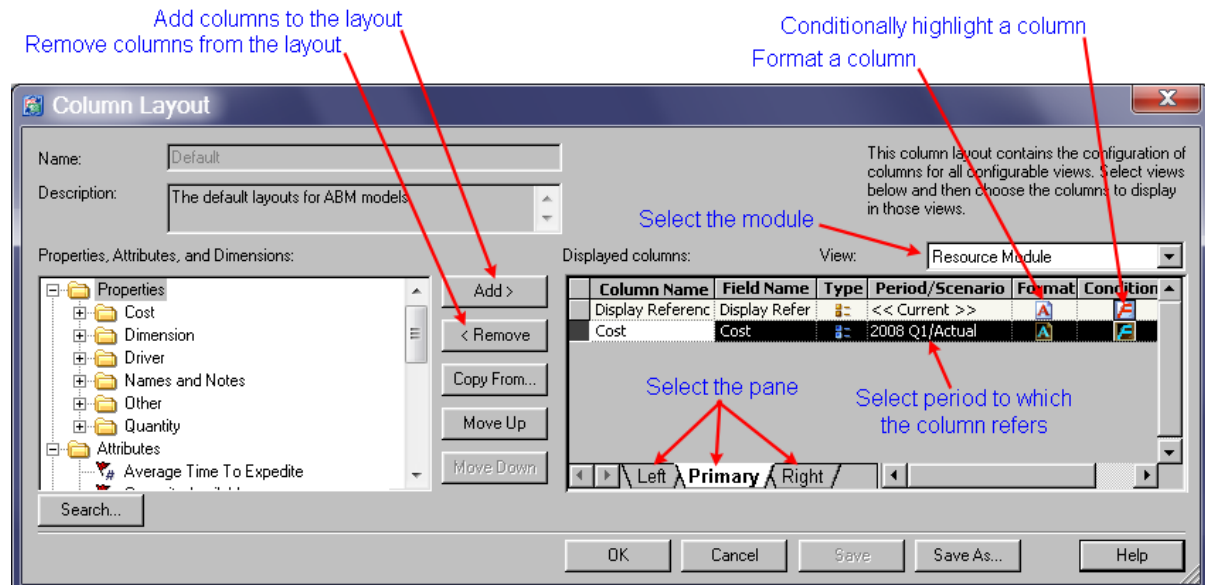 Add columns to the layout
Remove columns from the layout
Conditionally highlight a column
Format a column
Column Layout
X
Name:
Default
Description:
The default layouts for ABM models
This column layout contains the configuration of
columns for all configurable views. Select views
below and then choose the columns to display
in those views.
Select the module
Properties, Attributes, and Dimensions:
Displayed columns:
View:
Resource Module
Properties
Cost
Dimension
Driver
Names and Notes
Other
Quantity
Attributes
Average Time To Expedite
Add >
< Remove
Copy From...
Move Up
Move Down
Column Name Field Name Type Period/Scenario Format Condition
Display Referenc Display Refer << Current >> A F
Cost Cost 2008 Q1/Actual A F
Select the pane
Select period to which
the column refers
Left Primary Right
Search...
OK Cancel Save Save As... Help